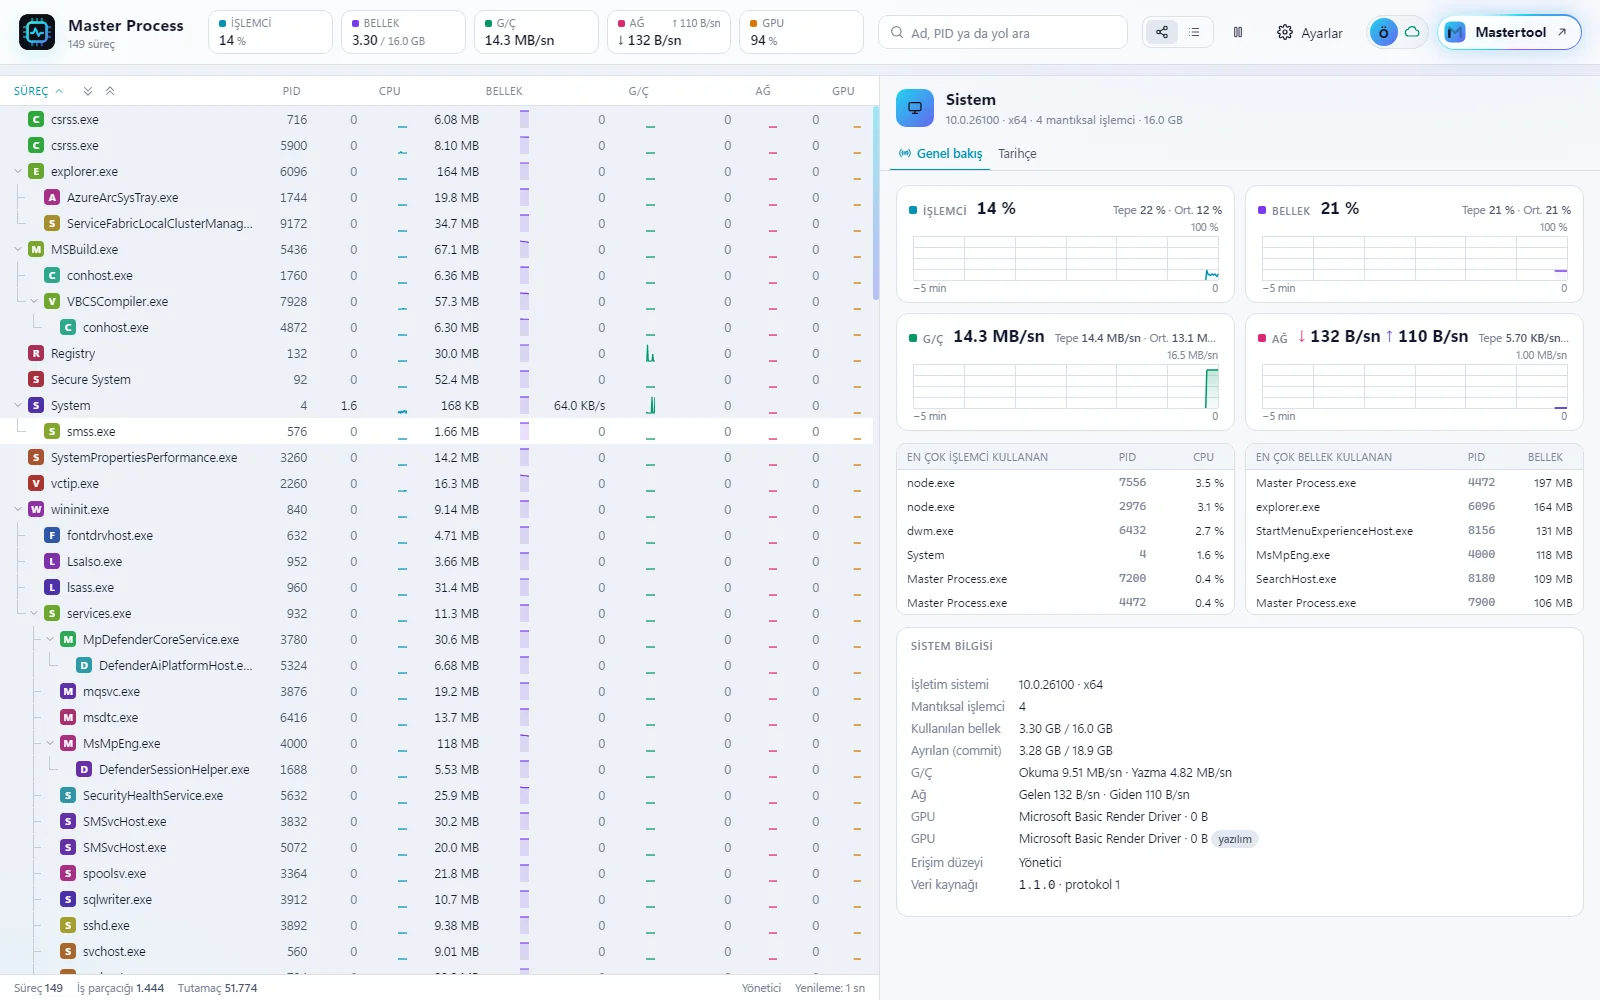 Master Process
149 süreç
İŞLEMCİ
14 %
BELLEK
3.30 / 16.0 GB
G/Ç
14.3 MB/sn
AĞ ↑ 110 B/sn
↓ 132 B/sn
GPU
94 %
Ad, PID ya da yol ara
Ayarlar
Ö
Mastertool ↗
SÜREÇ PID CPU BELLEK G/Ç AĞ GPU
C csrss.exe 716 0 6.08 MB 0 0 0
C csrss.exe 5900 0 8.10 MB 0 0 0
E explorer.exe 6096 0 164 MB 0 0 0
A AzureArcSysTray.exe 1744 0 19.8 MB 0 0 0
S ServiceFabricLocalClusterManag... 9172 0 34.7 MB 0 0 0
M MSBuild.exe 5436 0 67.1 MB 0 0 0
C conhost.exe 1760 0 6.36 MB 0 0 0
V VBCSCompiler.exe 7928 0 57.3 MB 0 0 0
C conhost.exe 4872 0 6.30 MB 0 0 0
R Registry 132 0 30.0 MB 0 0 0
S Secure System 92 0 52.4 MB 0 0 0
S System 4 1.6 168 KB 64.0 KB/s 0 0
S smss.exe 576 0 1.66 MB 0 0 0
S SystemPropertiesPerformance.exe 3260 0 14.2 MB 0 0 0
V vctip.exe 2260 0 16.3 MB 0 0 0
W wininit.exe 840 0 9.14 MB 0 0 0
F fontdrvhost.exe 632 0 4.71 MB 0 0 0
L LsaIso.exe 952 0 3.66 MB 0 0 0
L lsass.exe 960 0 31.4 MB 0 0 0
S services.exe 932 0 11.3 MB 0 0 0
M MpDefenderCoreService.exe 3780 0 30.6 MB 0 0 0
D DefenderAiPlatformHost.e... 5324 0 6.68 MB 0 0 0
M mqsvc.exe 3876 0 19.2 MB 0 0 0
M msdtc.exe 6416 0 13.7 MB 0 0 0
M MsMpEng.exe 4000 0 118 MB 0 0 0
D DefenderSessionHelper.exe 1688 0 5.53 MB 0 0 0
S SecurityHealthService.exe 5632 0 25.9 MB 0 0 0
S SMSvcHost.exe 3832 0 30.2 MB 0 0 0
S SMSvcHost.exe 5072 0 20.0 MB 0 0 0
S spoolsv.exe 3364 0 21.8 MB 0 0 0
S sqlwriter.exe 3912 0 10.7 MB 0 0 0
S sshd.exe 3892 0 9.38 MB 0 0 0
S svchost.exe 560 0 9.01 MB 0 0 0
Süreç 149 İş parçacığı 1.444 Tutamaç 51.774 Yönetici Yenileme: 1 sn
Sistem
10.0.26100 · x64 · 4 mantıksal işlemci · 16.0 GB
Genel bakış Tarihçe
İŞLEMCİ 14 % Tepe 22 % · Ort. 12 %
100 %
−5 min 0
BELLEK 21 % Tepe 21 % · Ort. 21 %
100 %
−5 min 0
G/Ç 14.3 MB/sn Tepe 14.4 MB/sn · Ort. 13.1 M...
16.5 MB/sn
−5 min 0
AĞ ↓ 132 B/sn ↑ 110 B/sn Tepe 5.70 KB/sn...
1.00 MB/sn
−5 min 0
EN ÇOK İŞLEMCİ KULLANAN PID CPU
node.exe 7556 3.5 %
node.exe 2976 3.1 %
dwm.exe 6432 2.7 %
System 4 1.6 %
Master Process.exe 7200 0.4 %
Master Process.exe 4472 0.4 %
EN ÇOK BELLEK KULLANAN PID BELLEK
Master Process.exe 4472 197 MB
explorer.exe 6096 164 MB
StartMenuExperienceHost.exe 8156 131 MB
MsMpEng.exe 4000 118 MB
SearchHost.exe 8180 109 MB
Master Process.exe 7900 106 MB
SİSTEM BİLGİSİ
İşletim sistemi 10.0.26100 · x64
Mantıksal işlemci 4
Kullanılan bellek 3.30 GB / 16.0 GB
Ayrılan (commit) 3.28 GB / 18.9 GB
G/Ç Okuma 9.51 MB/sn · Yazma 4.82 MB/sn
Ağ Gelen 132 B/sn · Giden 110 B/sn
GPU Microsoft Basic Render Driver · 0 B
GPU Microsoft Basic Render Driver · 0 B yazılım
Erişim düzeyi Yönetici
Veri kaynağı 1.1.0 · protokol 1